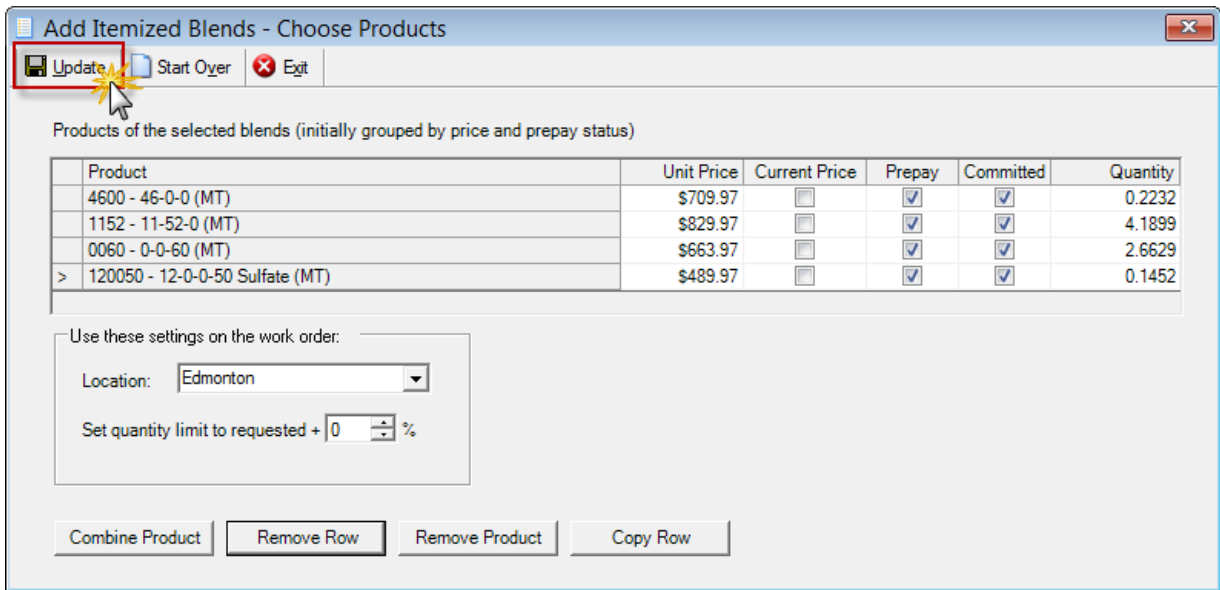 Add Itemized Blends - Choose Products
Update Start Over Exit
Products of the selected blends (initially grouped by price and prepay status)
Product Unit Price Current Price Prepay Committed Quantity
4600 - 46-0-0 (MT) $709.97 0.2232
1152 - 11-52-0 (MT) $829.97 4.1899
0060 - 0-0-60 (MT) $663.97 2.6629
> 120050 - 12-0-0-50 Sulfate (MT) $489.97 0.1452
Use these settings on the work order:
Location: Edmonton
Set quantity limit to requested + 0 %
Combine Product Remove Row Remove Product Copy Row